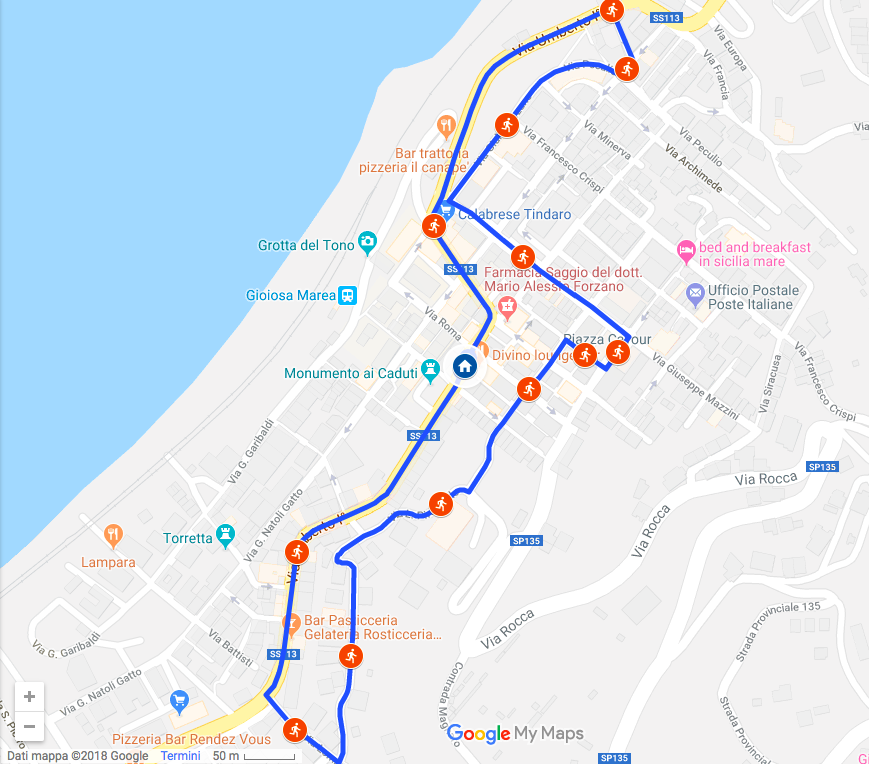 SS113
Via Umberto I°
Via Europa
Via Francia
Via
Via Minerva
Via Peculio
Via Archimede
Via Francesco Crispi
Bar trattoria
pizzeria il canapè
Calabrese Tindaro
Grotta del Tono
bed and breakfast
in sicilia mare
Farmacia Saggio del dott.
Mario Alessio Forzano
Gioiosa Marea
Ufficio Postale
Poste Italiane
Via Roma
Piazza Cavour
Divino lounge
Monumento ai Caduti
Via Giuseppe Mazzini
Via Siracusa
Via Francesco Crispi
SP135
Via Rocca
Via G. Garibaldi
Via G. Natoli Gatto
Torretta
Lampara
SP135
Via Rocca
Via Rocca
Strada Provinciale 135
Bar Pasticceria
Gelateria Rosticceria...
SS113
Via Battisti
Via G. Garibaldi
Via G. Natoli Gatto
Contrada Mag
Strada Provinciale
Pizzeria Bar Rendez Vous
Google My Maps
SP135
+
−
Dati mappa ©2018 Google
Termini
50 m